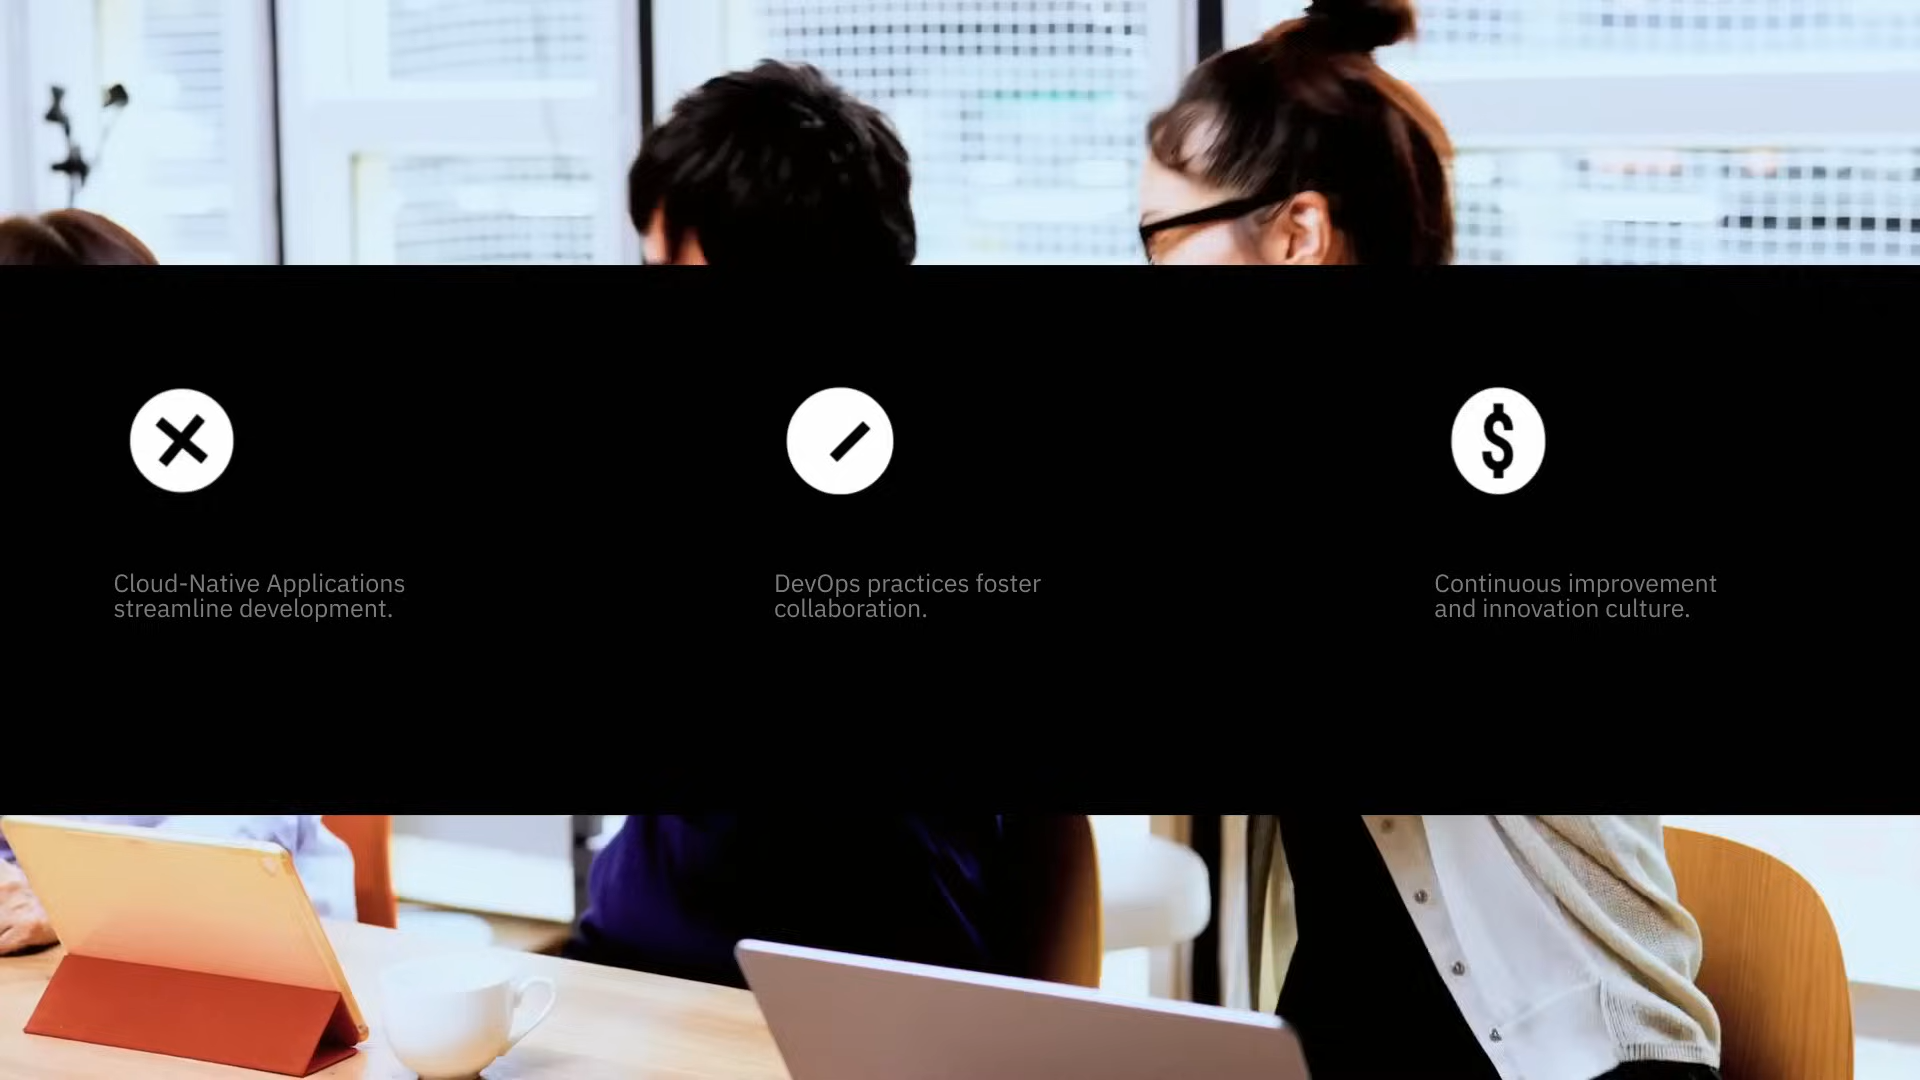 Cloud-Native Applications
streamline development.
DevOps practices foster
collaboration.
Continuous improvement
and innovation culture.